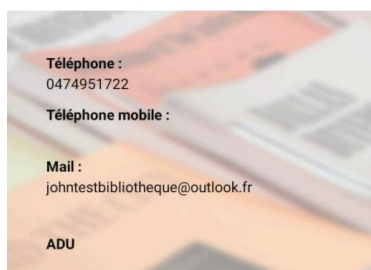 Téléphone :
0474951722
Téléphone mobile :
Mail :
johntestbibliotheque@outlook.fr
ADU